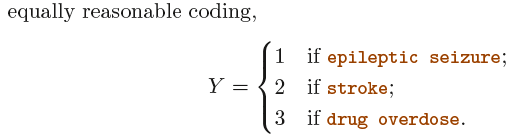 equally reasonable coding,
1 if epileptic seizure;
Y = 2 if stroke;
3 if drug overdose.